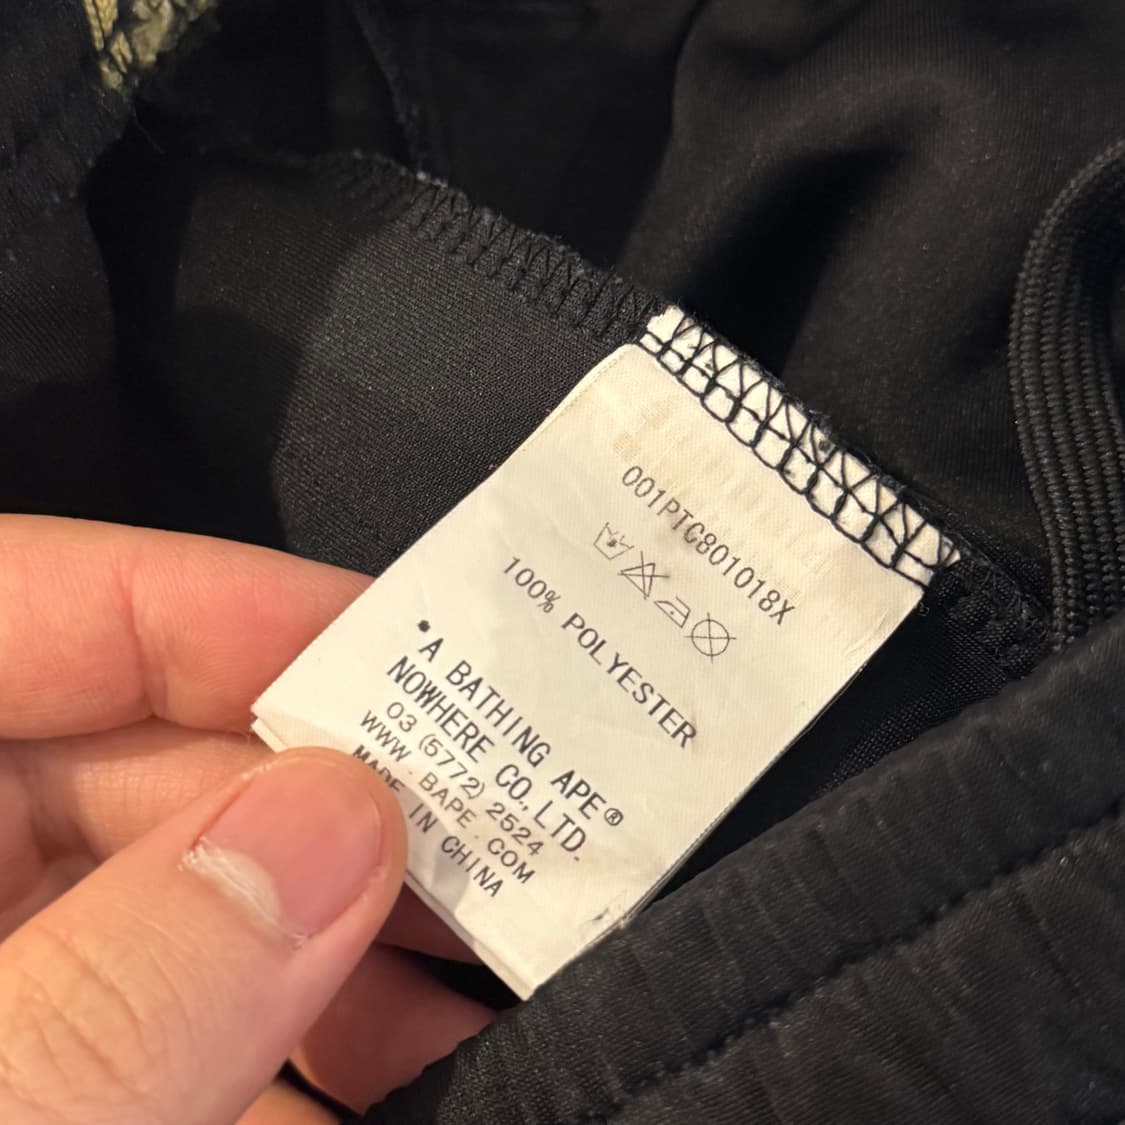 001PTC801018X
100% POLYESTER
*A BATHING APE®
NOWHERE CO.,LTD.
03 (5772) 2524
WWW.BAPE.COM
MADE IN CHINA